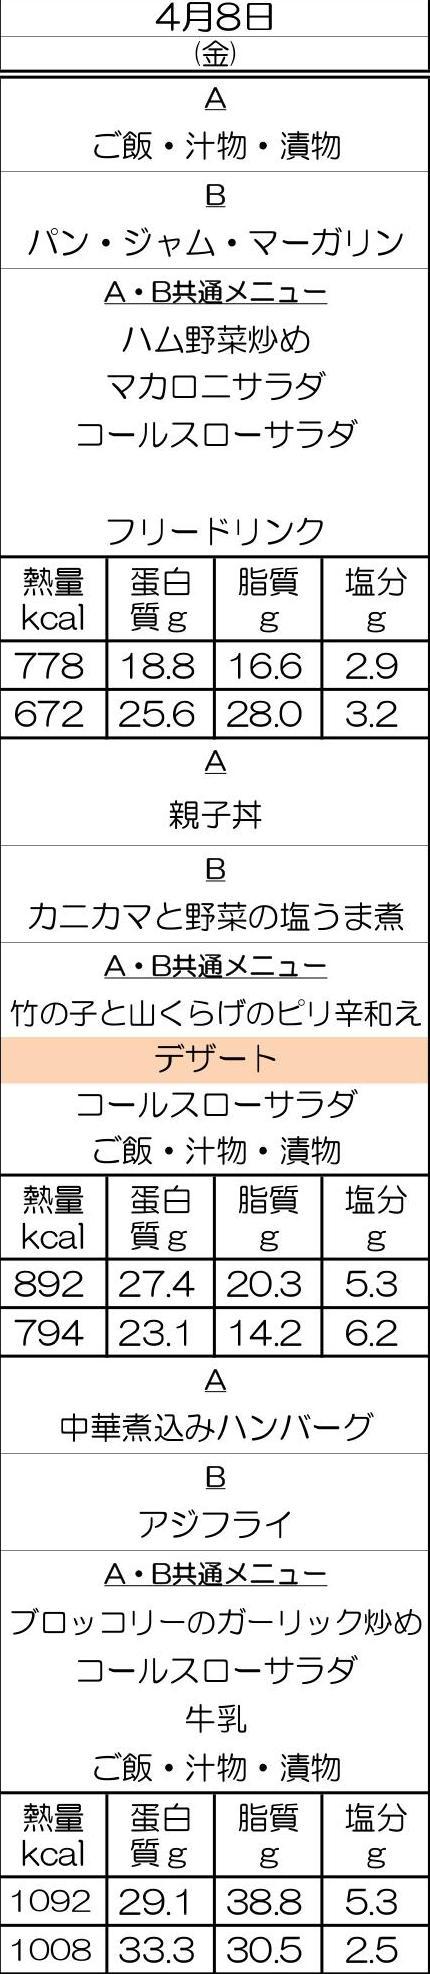 4月8日
(金)
A
ご飯・汁物・漬物
B
パン・ジャム・マーガリン
A・B共通メニュー
ハム野菜炒め
マカロニサラダ
コールスローサラダ
フリードリンク
熱量 蛋白 脂質 塩分
kcal 質g g g
778 18.8 16.6 2.9
672 25.6 28.0 3.2
A
親子丼
B
カニカマと野菜の塩うま煮
A・B共通メニュー
竹の子と山くらげのピリ辛和え
デザート
コールスローサラダ
ご飯・汁物・漬物
熱量 蛋白 脂質 塩分
kcal 質g g g
892 27.4 20.3 5.3
794 23.1 14.2 6.2
A
中華煮込みハンバーグ
B
アジフライ
A・B共通メニュー
ブロッコリーのガーリック炒め
コールスローサラダ
牛乳
ご飯・汁物・漬物
熱量 蛋白 脂質 塩分
kcal 質g g g
1092 29.1 38.8 5.3
1008 33.3 30.5 2.5